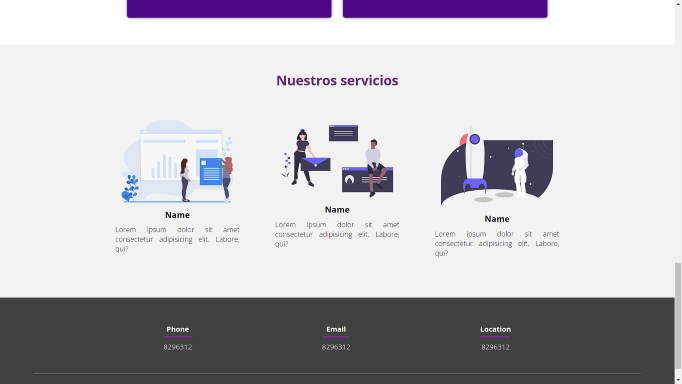 Nuestros servicios
Name
Lorem ipsum dolor sit amet
consectetur adipisicing elit. Labore,
qui?
Name
Lorem ipsum dolor sit amet
consectetur adipisicing elit. Labore,
qui?
Name
Lorem ipsum dolor sit amet
consectetur adipisicing elit. Labore,
qui?
Phone
8296312
Email
8296312
Location
8296312